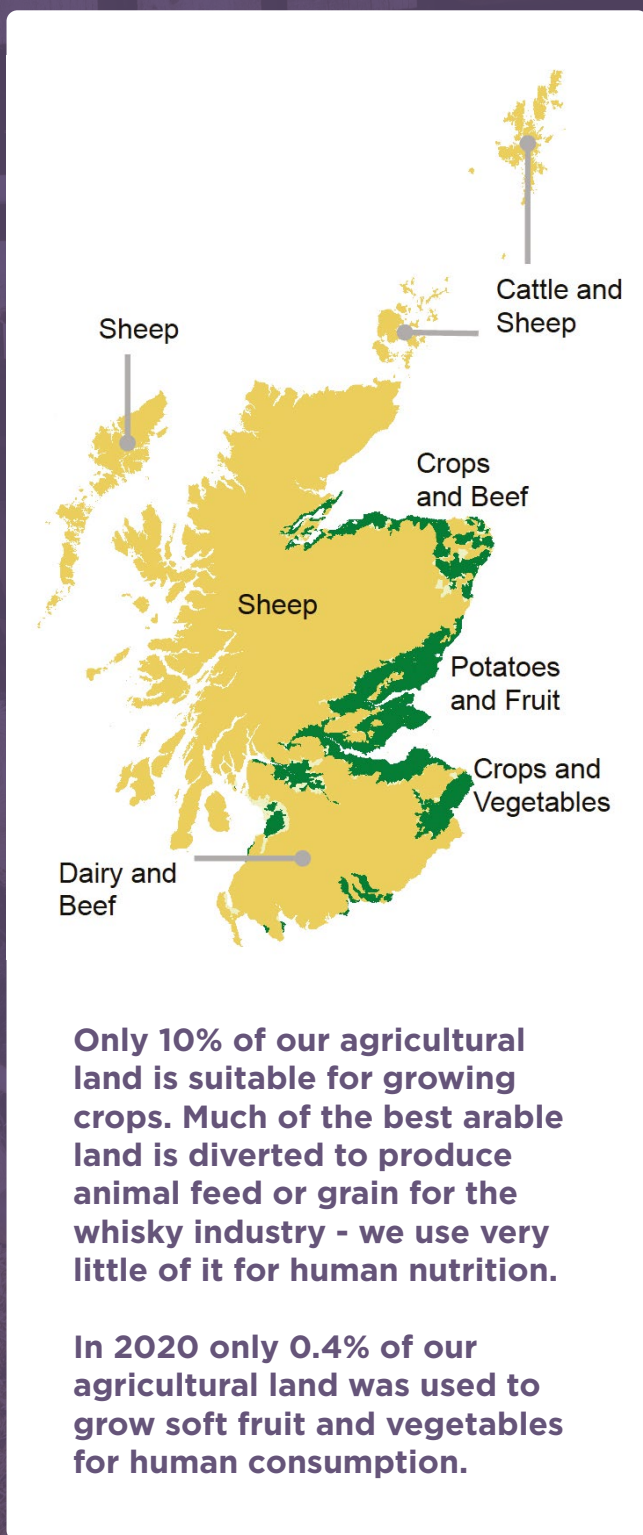 Cattle and
Sheep
Sheep
Crops
and Beef
Sheep
Potatoes
and Fruit
Crops and
Vegetables
Dairy and
Beef
Only 10% of our agricultural
land is suitable for growing
crops. Much of the best arable
land is diverted to produce
animal feed or grain for the
whisky industry - we use very
little of it for human nutrition.
In 2020 only 0.4% of our
agricultural land was used to
grow soft fruit and vegetables
for human consumption.